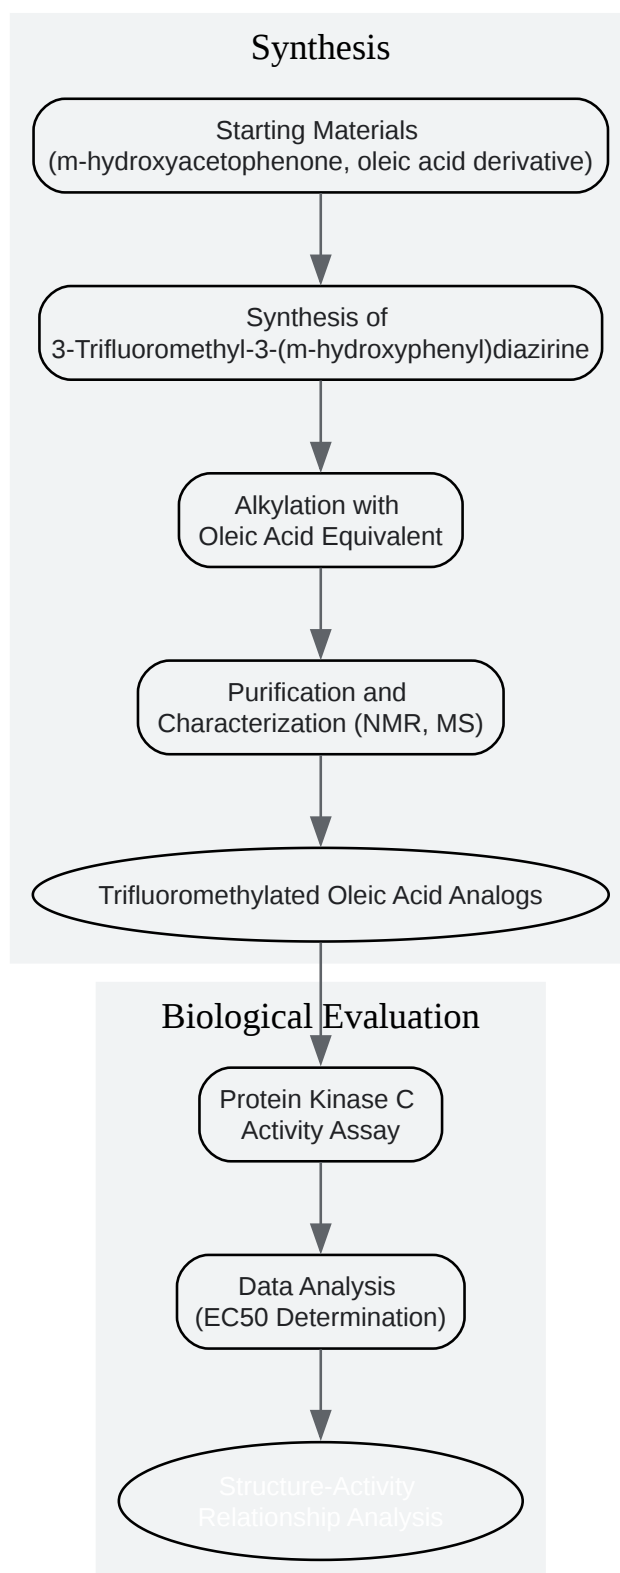 Synthesis
Starting Materials
(m-hydroxyacetophenone, oleic acid derivative)
Synthesis of
3-Trifluoromethyl-3-(m-hydroxyphenyl)diazirine
Alkylation with
Oleic Acid Equivalent
Purification and
Characterization (NMR, MS)
Trifluoromethylated Oleic Acid Analogs
Biological Evaluation
Protein Kinase C
Activity Assay
Data Analysis
(EC50 Determination)
Structure-Activity
Relationship Analysis